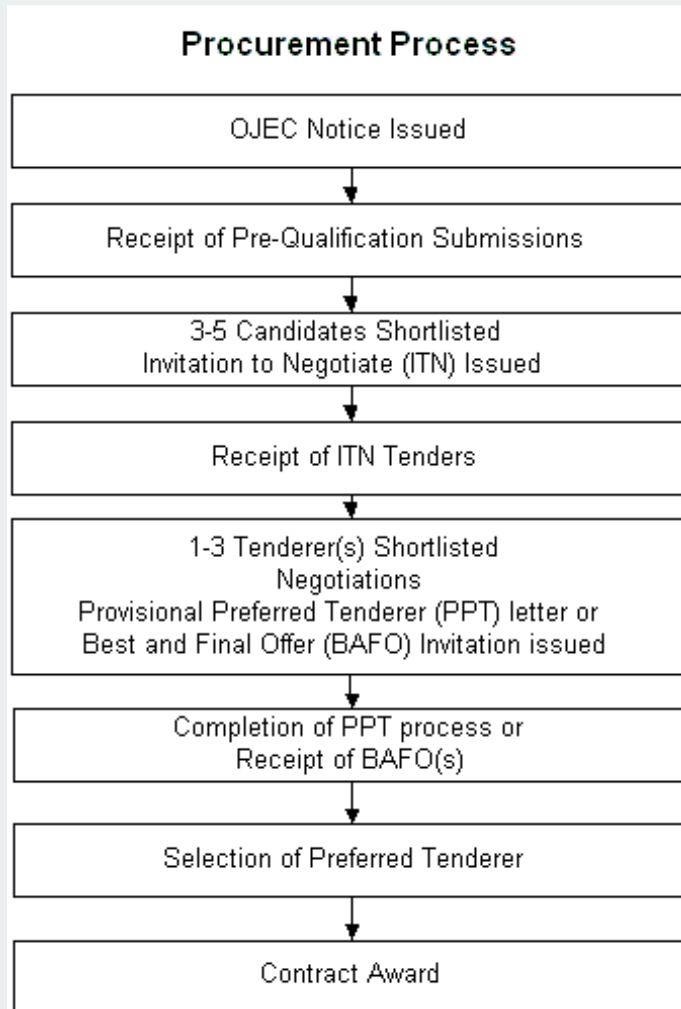 Procurement Process
OJEC Notice Issued
Receipt of Pre-Qualification Submissions
3-5 Candidates Shortlisted
Invitation to Negotiate (ITN) Issued
Receipt of ITN Tenders
1-3 Tenderer(s) Shortlisted
Negotiations
Provisional Preferred Tenderer (PPT) letter or
Best and Final Offer (BAFO) Invitation issued
Completion of PPT process or
Receipt of BAFO(s)
Selection of Preferred Tenderer
Contract Award